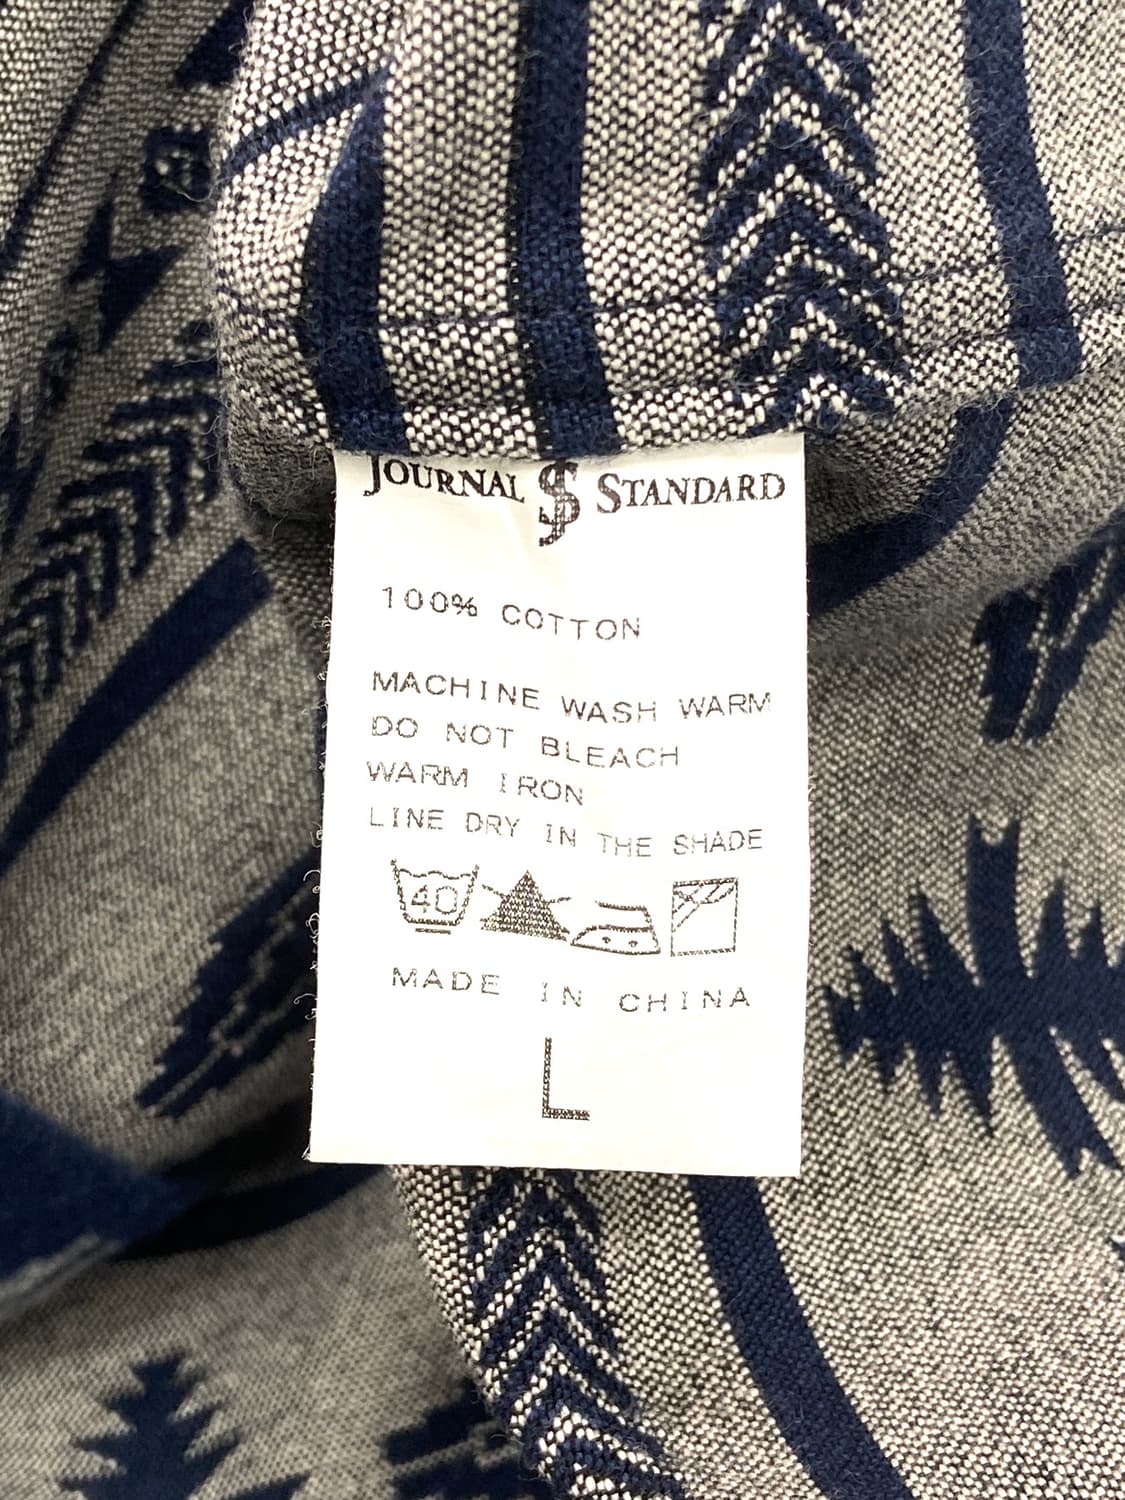 JOURNAL $ STANDARD
100% COTTON
MACHINE WASH WARM
DO NOT BLEACH
WARM IRON
LINE DRY IN THE SHADE
40
MADE IN CHINA
L